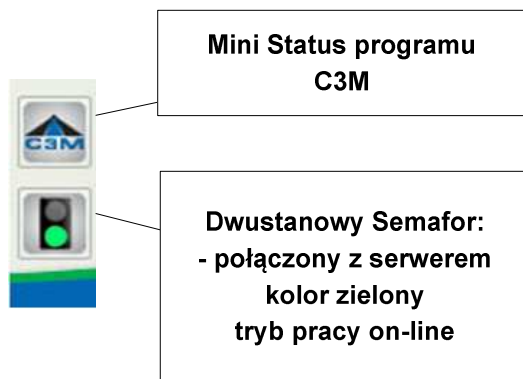 Mini Status programu
C3M
C3M
Dwustanowy Semafor:
- połączony z serwerem
kolor zielony
tryb pracy on-line